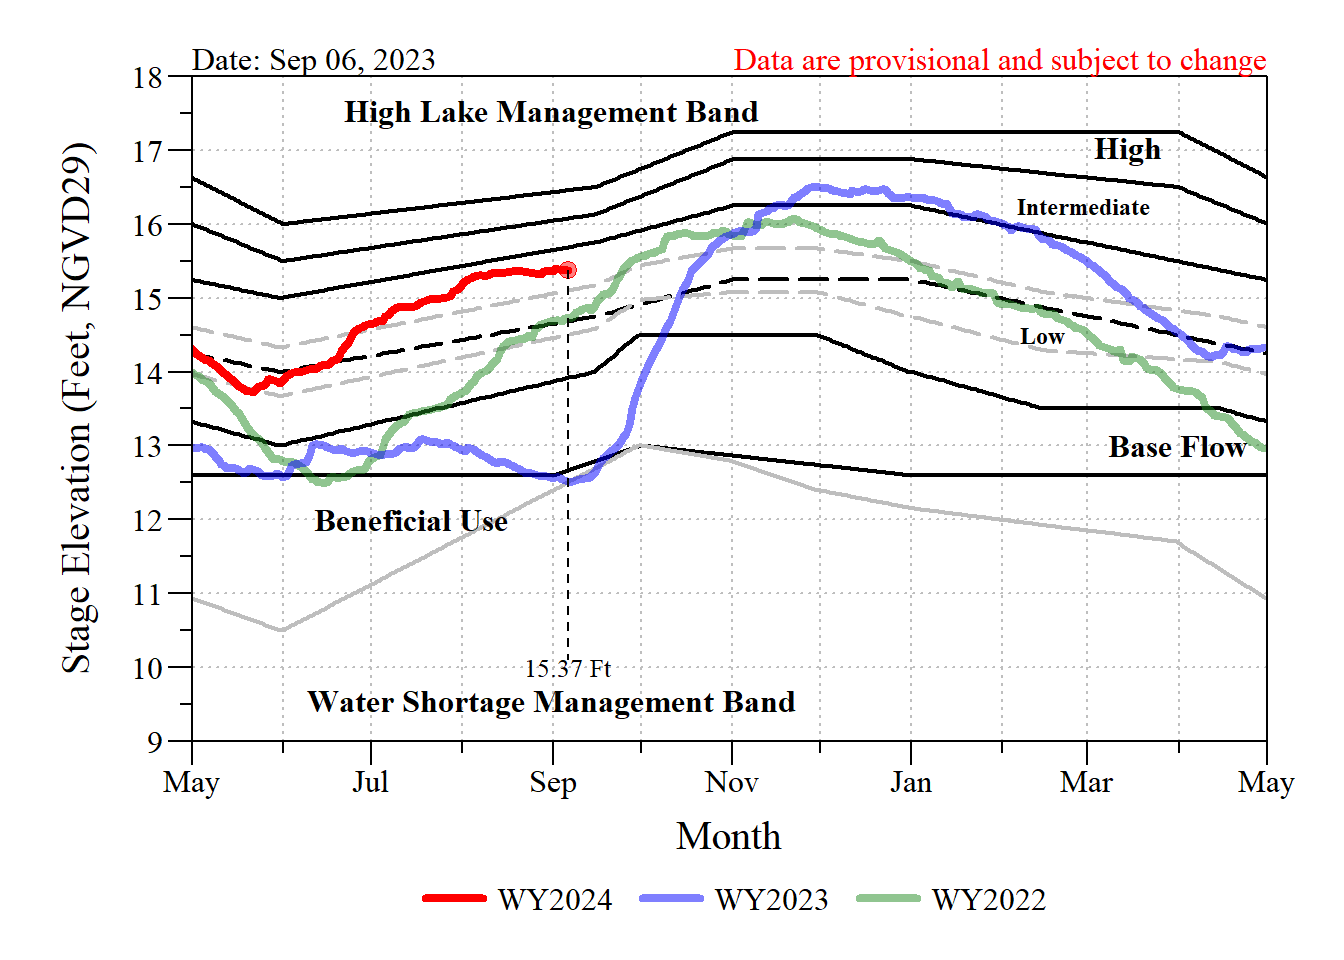 Date: Sep 06, 2023
Data are provisional and subject to change
18
17
16
15
14
13
12
11
10
9
Stage Elevation (Feet, NGVD29)
High Lake Management Band
High
Intermediate
Low
Base Flow
Beneficial Use
15.37 Ft
Water Shortage Management Band
May Jul Sep Nov Jan Mar May
Month
WY2024 WY2023 WY2022